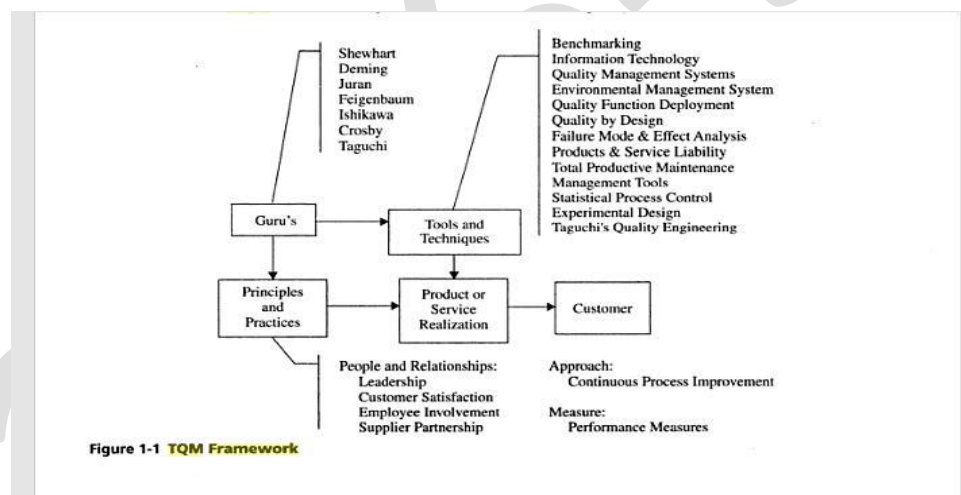 Shewhart
Deming
Juran
Feigenbaum
Ishikawa
Crosby
Taguchi
Benchmarking
Information Technology
Quality Management Systems
Environmental Management System
Quality Function Deployment
Quality by Design
Failure Mode & Effect Analysis
Products & Service Liability
Total Productive Maintenance
Management Tools
Statistical Process Control
Experimental Design
Taguchi's Quality Engineering
Guru's
Tools and
Techniques
Principles
and
Practices
Product or
Service
Realization
Customer
People and Relationships:
Leadership
Customer Satisfaction
Employee Involvement
Supplier Partnership
Approach:
Continuous Process Improvement
Measure:
Performance Measures
Figure 1-1 TQM Framework